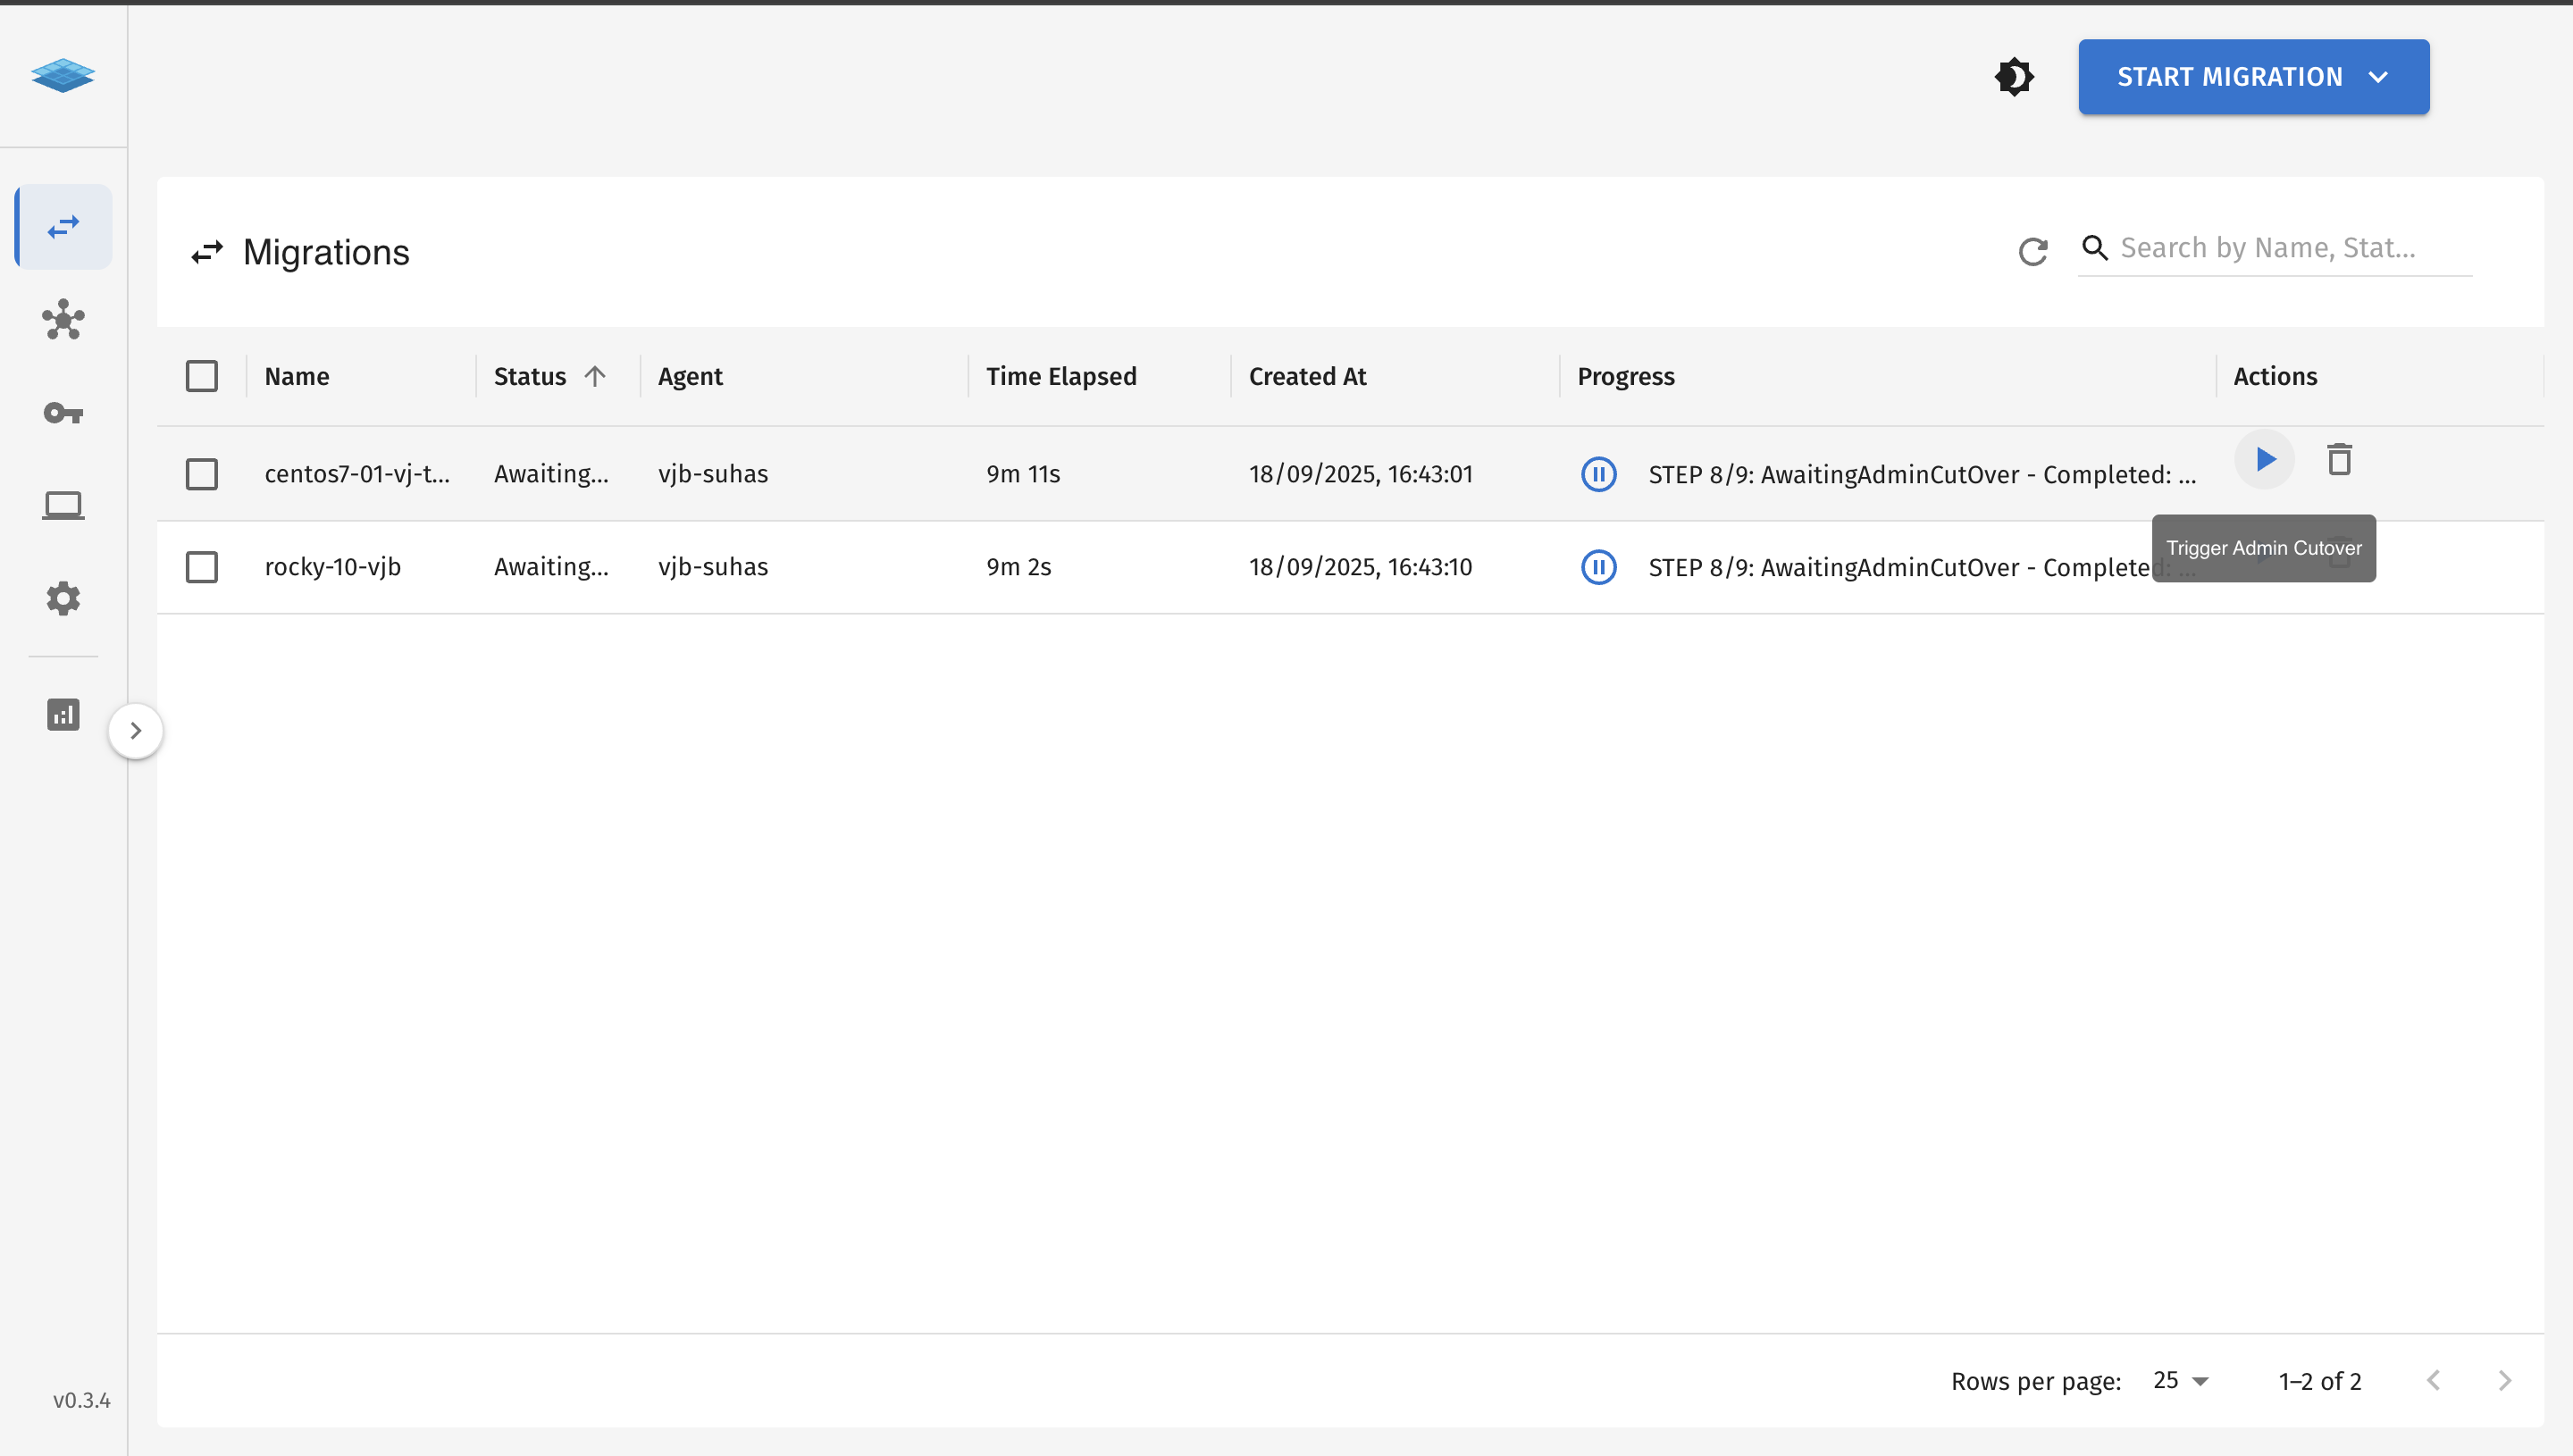 START MIGRATION
Migrations
Search by Name, Stat...
Name Status Agent Time Elapsed Created At Progress Actions
centos7-01-vj-t... Awaiting... vjb-suhas 9m 11s 18/09/2025, 16:43:01 STEP 8/9: AwaitingAdminCutOver - Completed: ...
Trigger Admin Cutover
rocky-10-vjb Awaiting... vjb-suhas 9m 2s 18/09/2025, 16:43:10 STEP 8/9: AwaitingAdminCutOver - Completed: ...
Rows per page: 25 1–2 of 2
v0.3.4